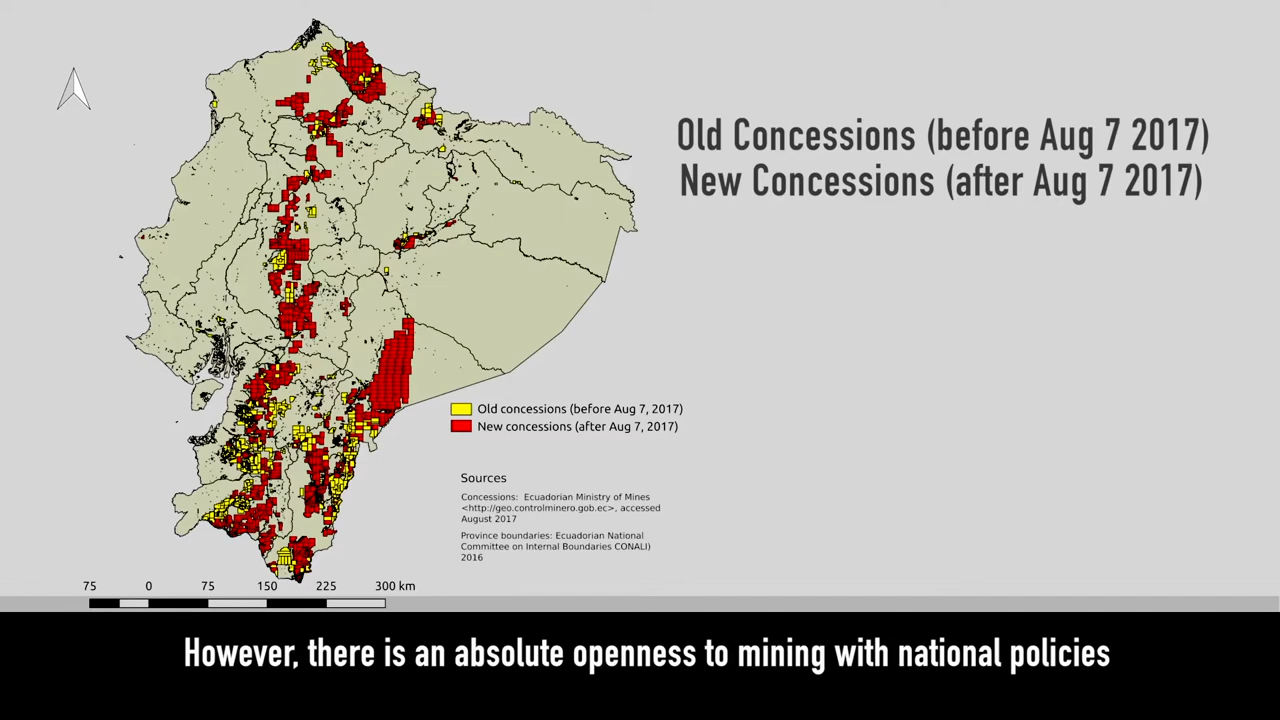 Old Concessions (before Aug 7 2017)
New Concessions (after Aug 7 2017)
Old concessions (before Aug 7, 2017)
New concessions (after Aug 7, 2017)
Sources
Concessions: Ecuadorian Ministry of Mines
<http://geo.controlminero.gob.ec>, accessed
August 2017
Province boundaries: Ecuadorian National
Committee on Internal Boundaries CONALI)
2016
75 0 75 150 225 300 km
However, there is an absolute openness to mining with national policies